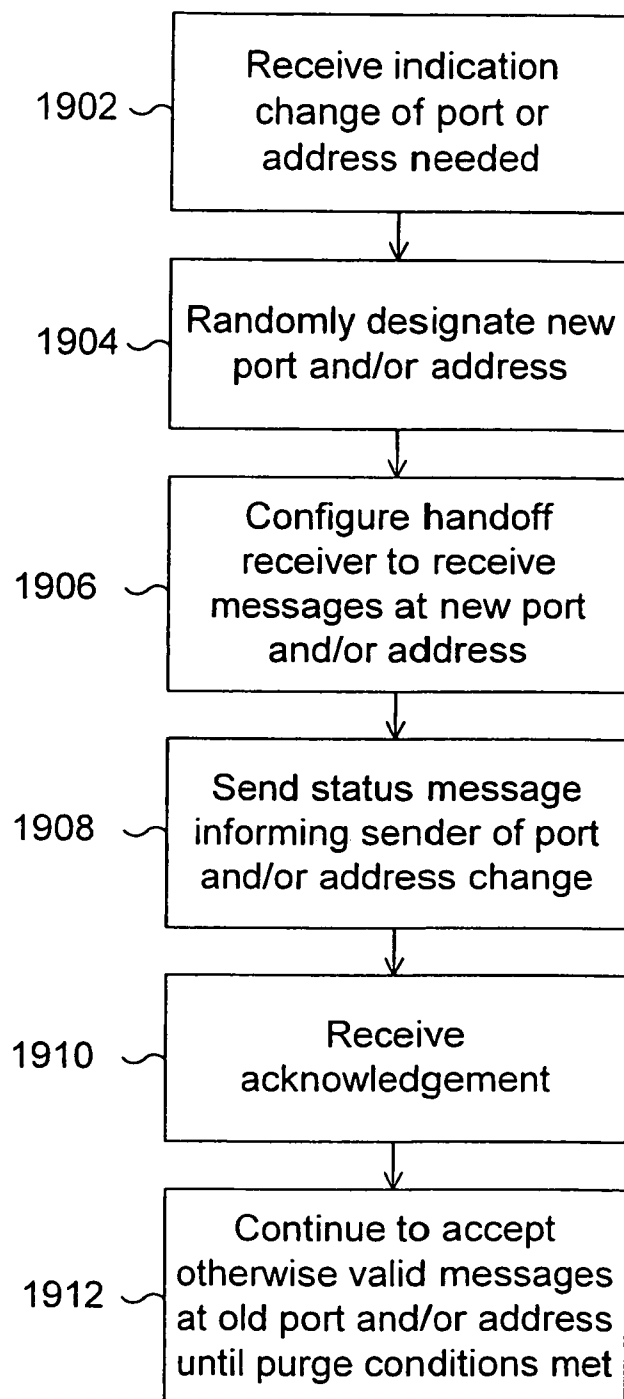 Receive indication
1902
change of port or
address needed
Randomly designate new
1904
port and/or address
Configure handoff
receiver to receive
1906
messages at new port
and/or address
Send status message
1908
informing sender of port
and/or address change
Receive
1910
acknowledgement
Continue to accept
otherwise valid messages
1912
at old port and/or address
until purge conditions met